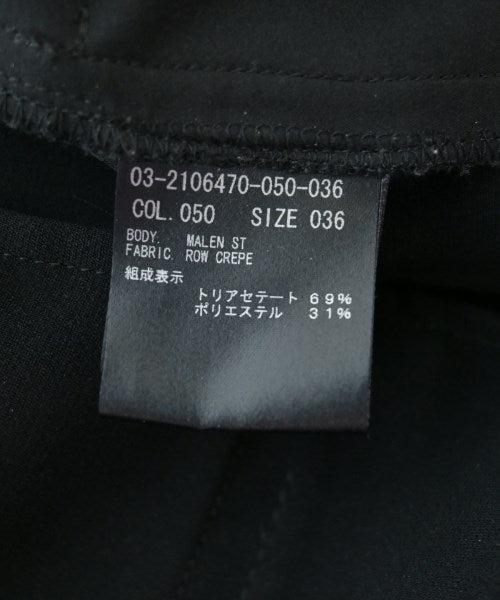 03-2106470-050-036
COL. 050 SIZE 036
BODY. MALEN ST
FABRIC ROW CREPE
組成表示
トリアセテート 69%
ポリエステル 31%